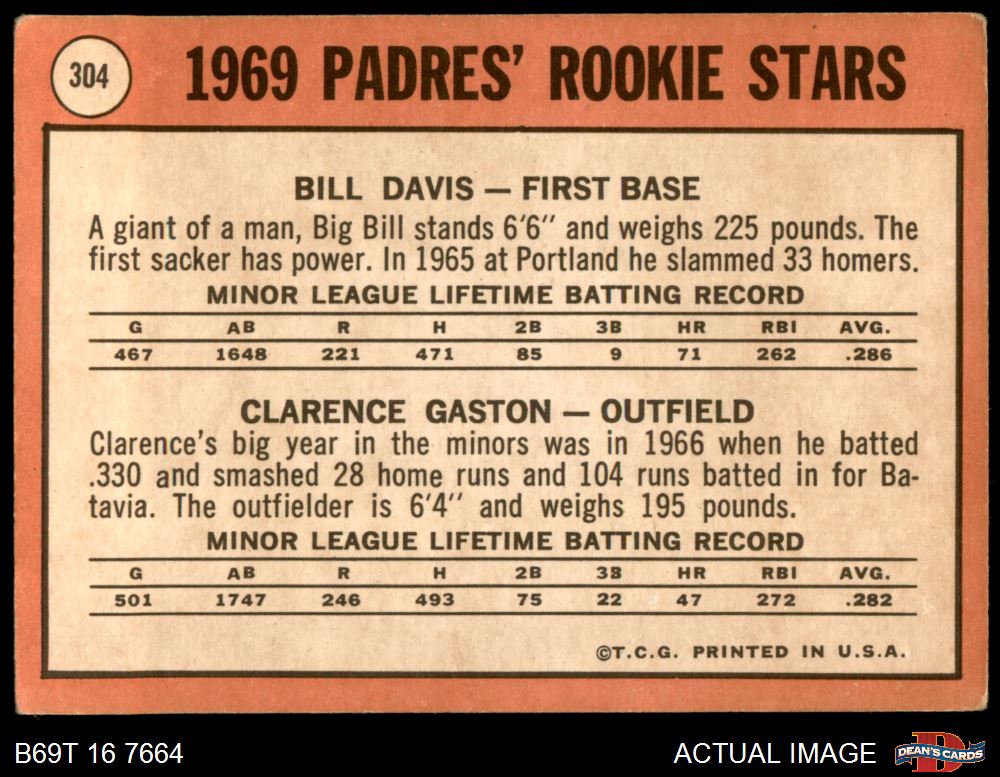 304
1969 PADRES' ROOKIE STARS
BILL DAVIS — FIRST BASE
A giant of a man, Big Bill stands 6'6'' and weighs 225 pounds. The
first sacker has power. In 1965 at Portland he slammed 33 homers.
MINOR LEAGUE LIFETIME BATTING RECORD
G AB R H 2B 3B HR RBI AVG.
467 1648 221 471 85 9 71 262 .286
CLARENCE GASTON — OUTFIELD
Clarence's big year in the minors was in 1966 when he batted
.330 and smashed 28 home runs and 104 runs batted in for Ba-
tavia. The outfielder is 6'4'' and weighs 195 pounds.
MINOR LEAGUE LIFETIME BATTING RECORD
G AB R H 2B 3B HR RBI AVG.
501 1747 246 493 75 22 47 272 .282
©T.C.G. PRINTED IN U.S.A.
B69T 16 7664
ACTUAL IMAGE
D
DEAN'S CARDS